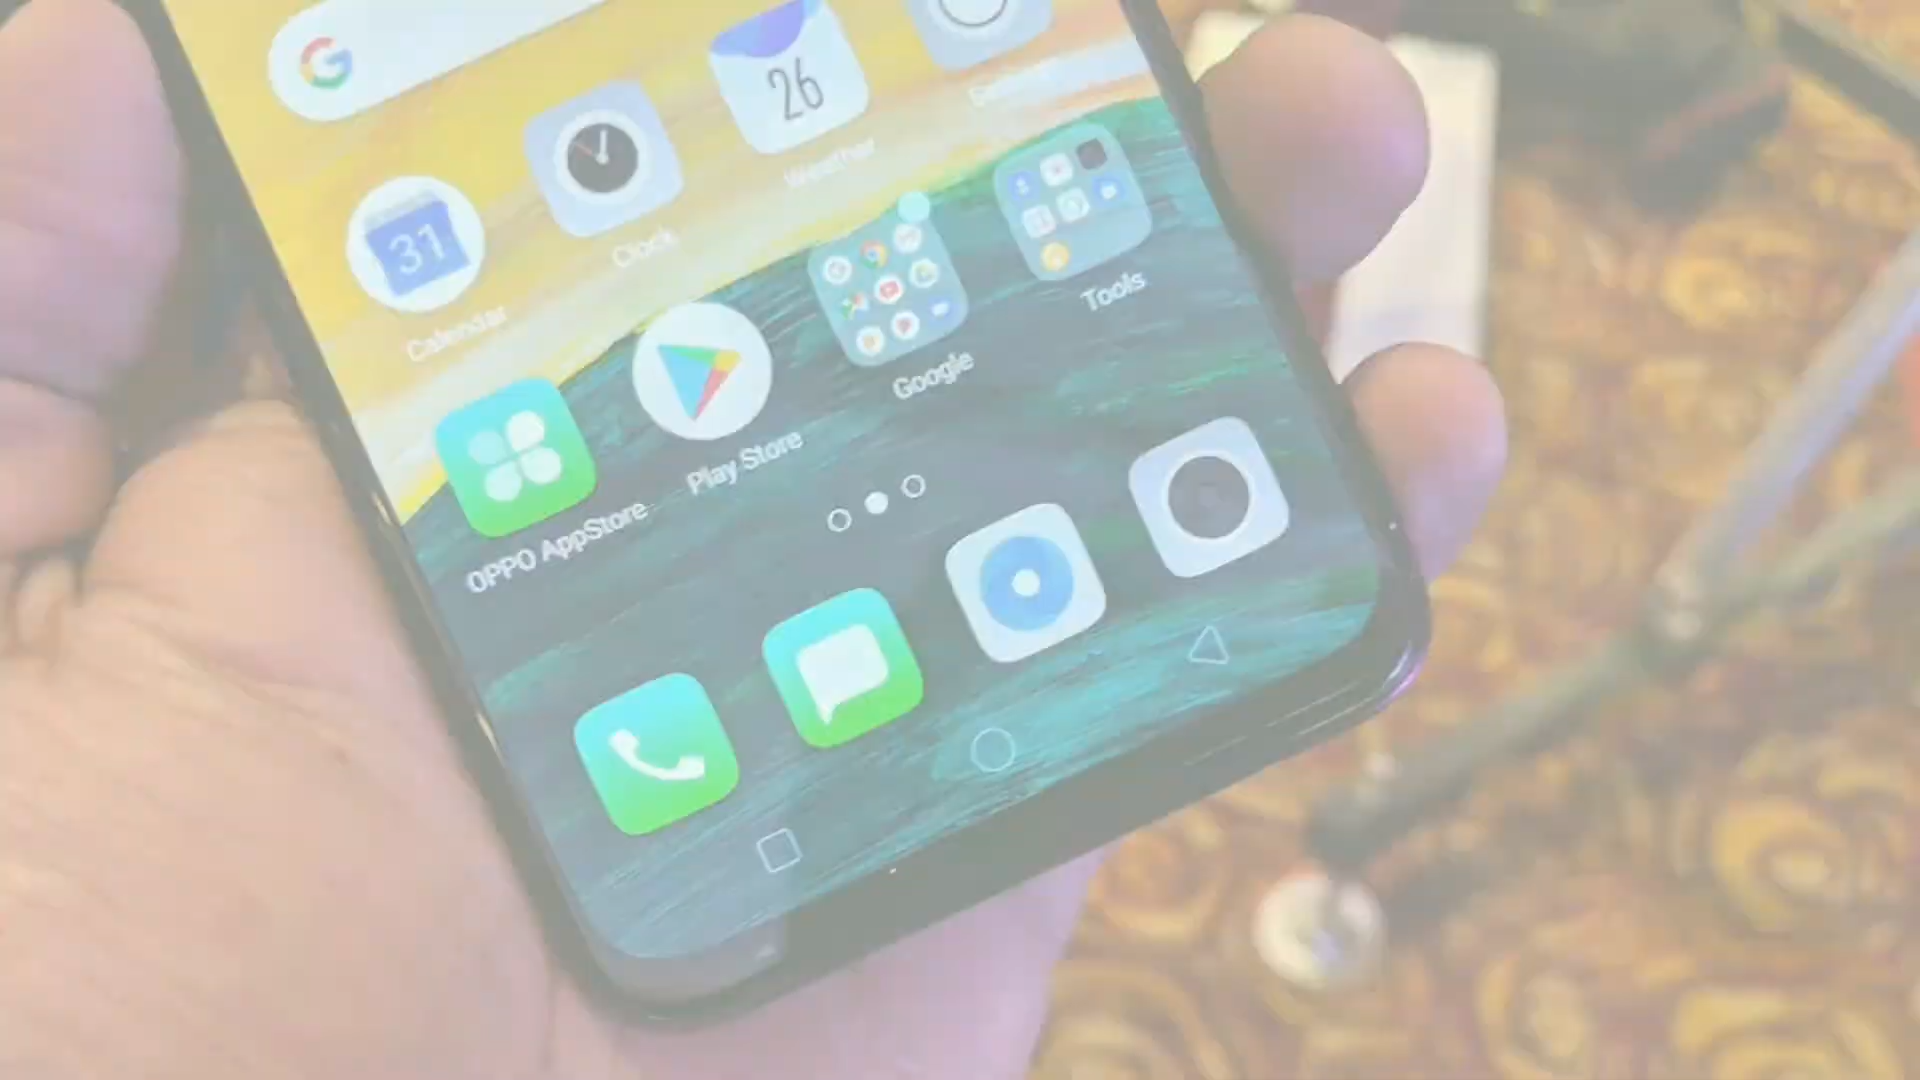 G
26
Weather
31
Clock
Calendar
Tools
Google
Play Store
OPPO AppStore